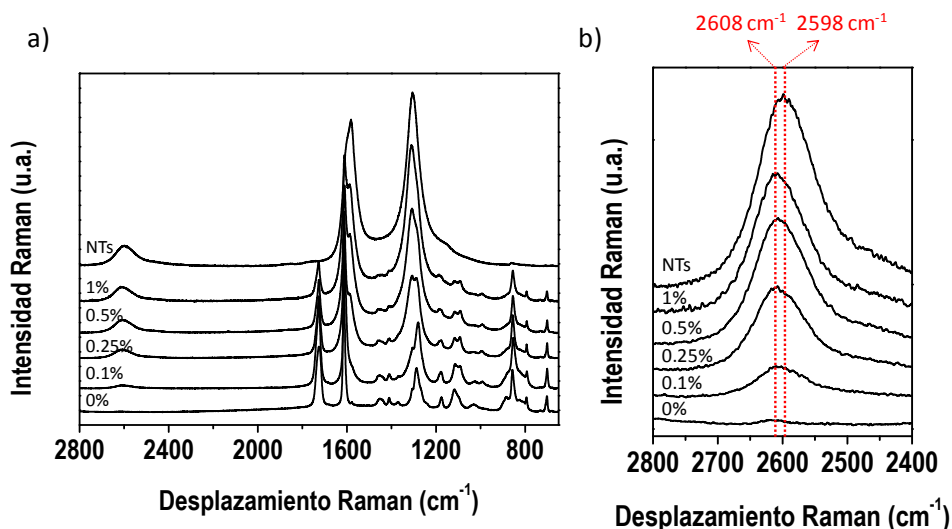 a)
Intensidad Raman (u.a.)
NTs
1%
0.5%
0.25%
0.1%
0%
2800 2400 2000 1600 1200 800
Desplazamiento Raman (cm⁻¹)
b)
2608 cm⁻¹ 2598 cm⁻¹
Intensidad Raman (u.a.)
NTs
1%
0.5%
0.25%
0.1%
0%
2800 2700 2600 2500 2400
Desplazamiento Raman (cm⁻¹)